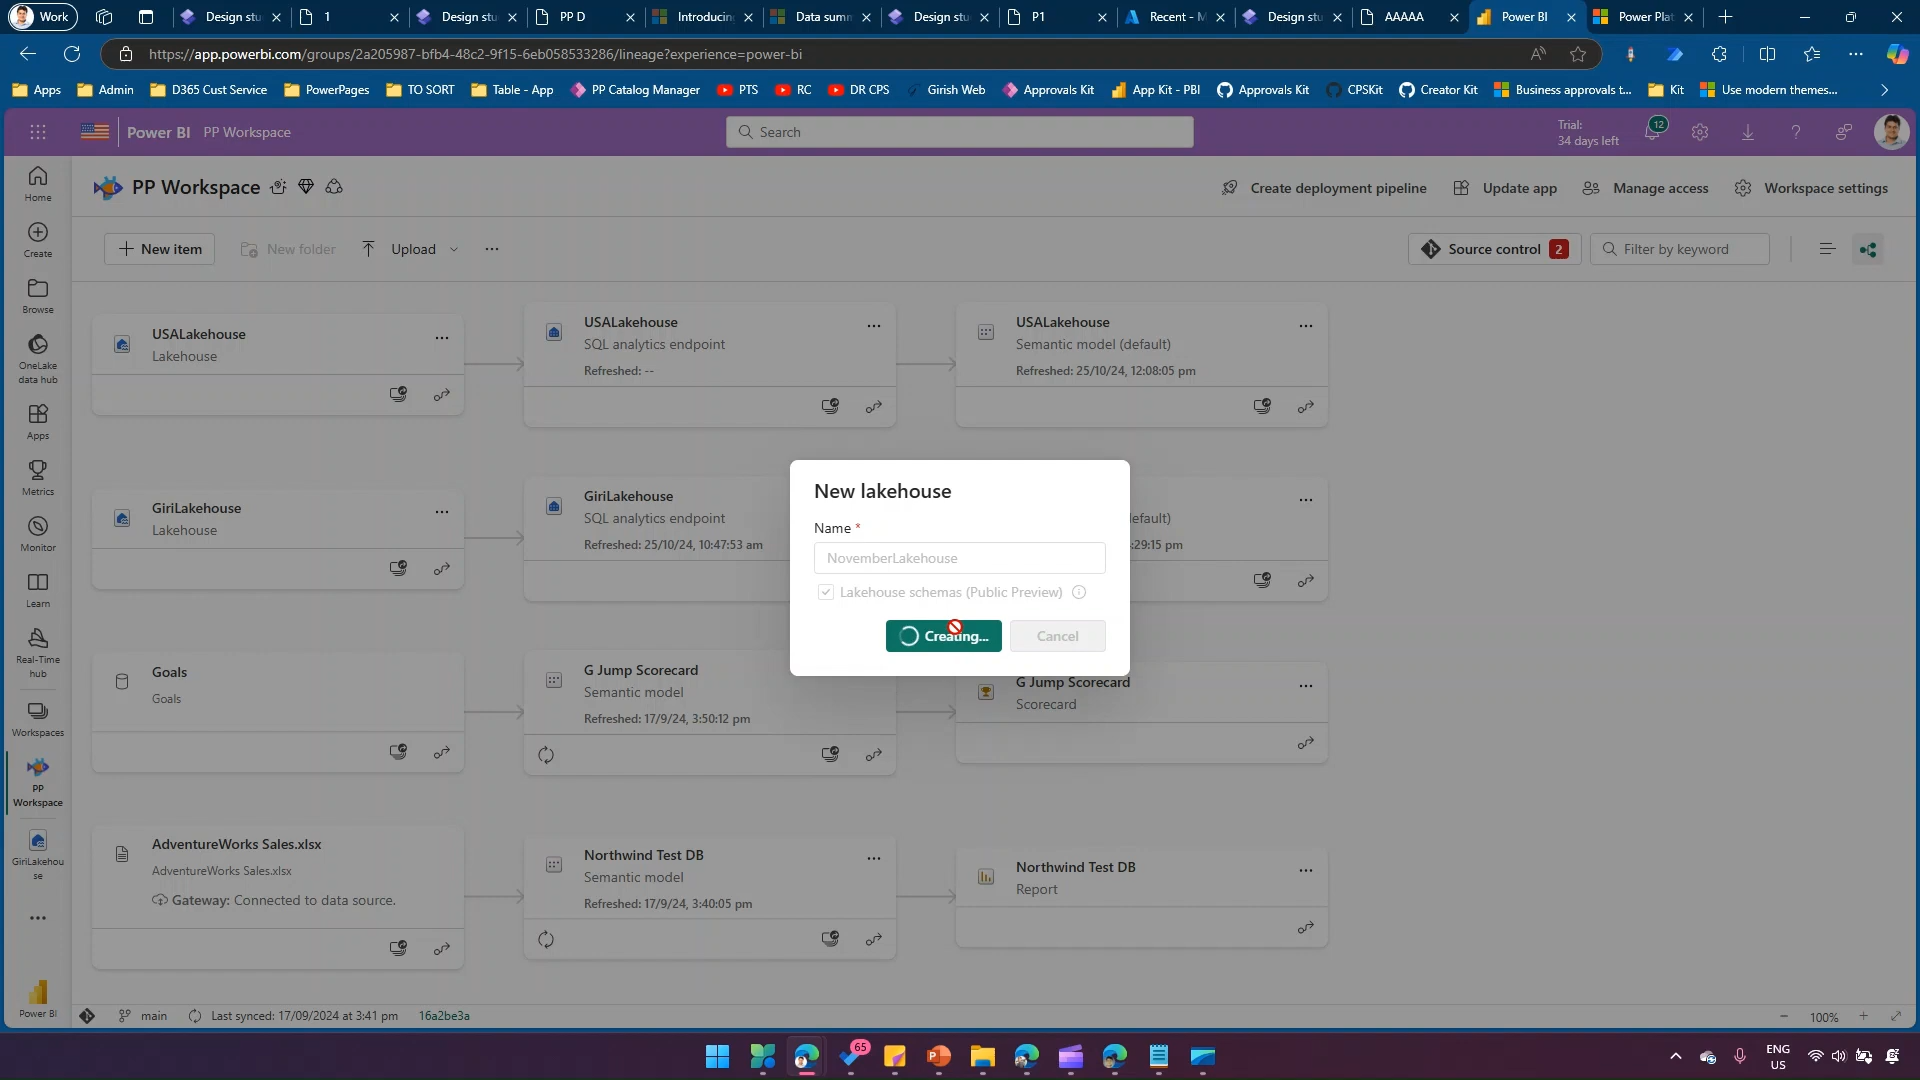 Work
Design stu
1
Design stu
PP D
Introducin
Data summ
Design stu
P1
Recent - M
Design stu
AAAAA
Power BI
Power Plat
https://app.powerbi.com/groups/2a205987-bfb4-48c2-9f15-6eb058533286/lineage?experience=power-bi
Apps
Admin
D365 Cust Service
PowerPages
TO SORT
Table - App
PP Catalog Manager
PTS
RC
DR CPS
Girish Web
Approvals Kit
App Kit - PBI
Approvals Kit
CPSKit
Creator Kit
Business approvals t...
Kit
Use modern themes...
Power BI PP Workspace
Search
Trial:
34 days left
12
Home
Create
Browse
OneLake
data hub
Apps
Metrics
Monitor
Learn
Real-Time
hub
Workspaces
PP
Workspace
GiriLakehou
se
Power BI
PP Workspace
Create deployment pipeline
Update app
Manage access
Workspace settings
New item
New folder
Upload
Source control 2
Filter by keyword
USALakehouse
Lakehouse
USALakehouse
SQL analytics endpoint
Refreshed: --
USALakehouse
Semantic model (default)
Refreshed: 25/10/24, 12:08:05 pm
GiriLakehouse
Lakehouse
GiriLakehouse
SQL analytics endpoint
Refreshed: 25/10/24, 10:47:53 am
:29:15 pm
New lakehouse
Name *
NovemberLakehouse
Lakehouse schemas (Public Preview)
Creating...
Cancel
Goals
Goals
G Jump Scorecard
Semantic model
Refreshed: 17/9/24, 3:50:12 pm
G Jump Scorecard
Scorecard
AdventureWorks Sales.xlsx
AdventureWorks Sales.xlsx
Gateway: Connected to data source.
Northwind Test DB
Semantic model
Refreshed: 17/9/24, 3:40:05 pm
Northwind Test DB
Report
main
Last synced: 17/09/2024 at 3:41 pm
16a2be3a
100%
65
ENG
US